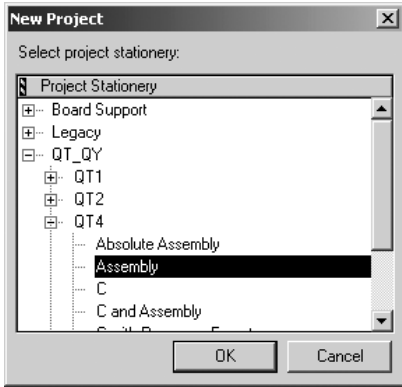 New Project
Select project stationery:
Project Stationery
Board Support
Legacy
QT_QY
QT1
QT2
QT4
Absolute Assembly
Assembly
C
C and Assembly
OK Cancel